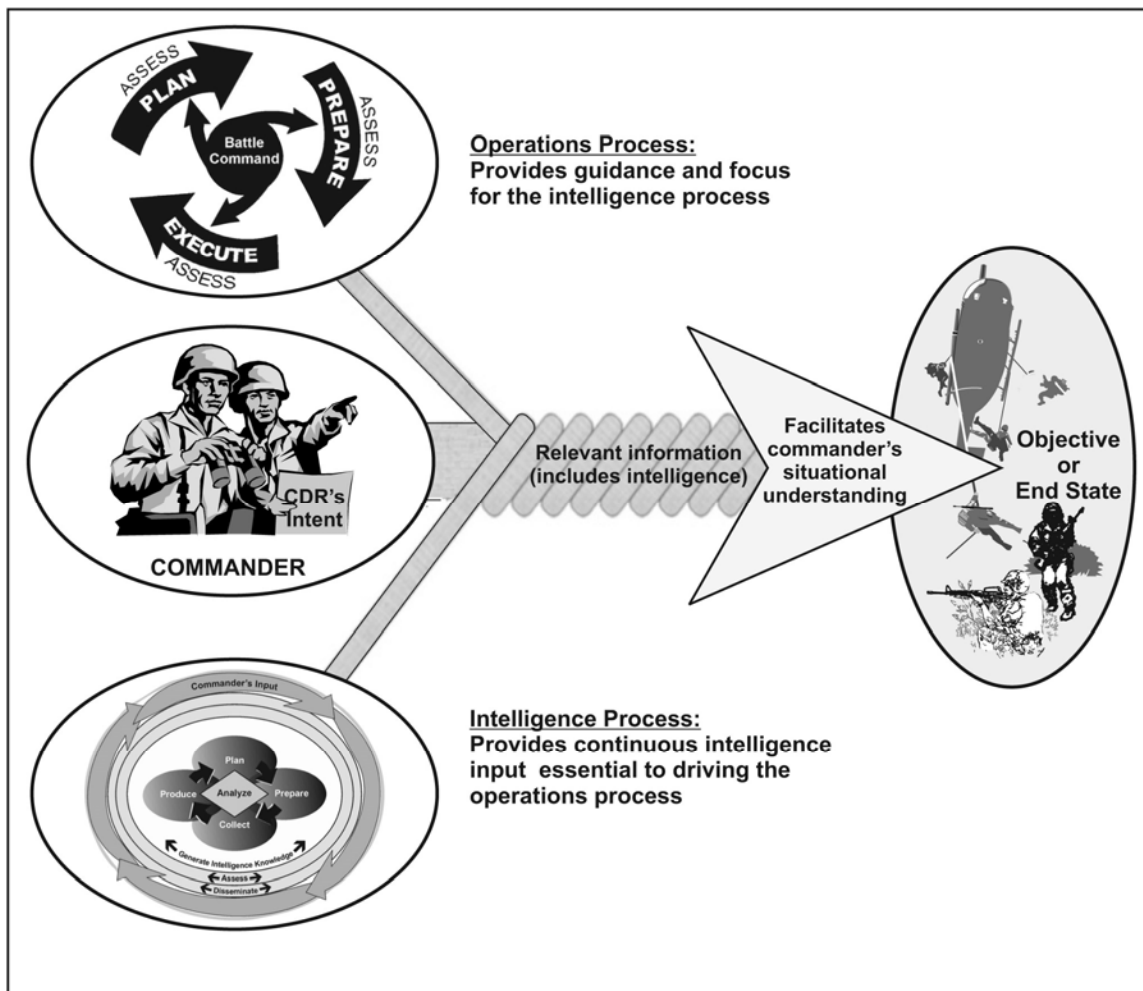 ASSESS
PLAN
ASSESS
PREPARE
Battle
Command
EXECUTE
ASSESS
Operations Process:
Provides guidance and focus
for the intelligence process
CDR's
Intent
COMMANDER
Relevant information
(includes intelligence)
Facilitates
commander's
situational
understanding
Objective
or
End State
Commander's Input
Plan
Produce
Analyze
Prepare
Collect
Generate Intelligence Knowledge
Assess
Disseminate
Intelligence Process:
Provides continuous intelligence
input essential to driving the
operations process